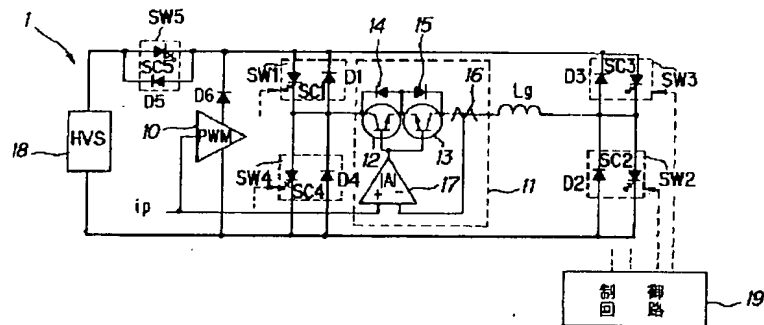 1
SW5
SC5
D5
D6
10
PWM
HVS
18
ip
SW1
SC1
D1
SW4
SC4
D4
14
15
16
12
13
|A|
+
-
17
11
Lg
D3
SC3
SW3
D2
SC2
SW2
制御
回路
19